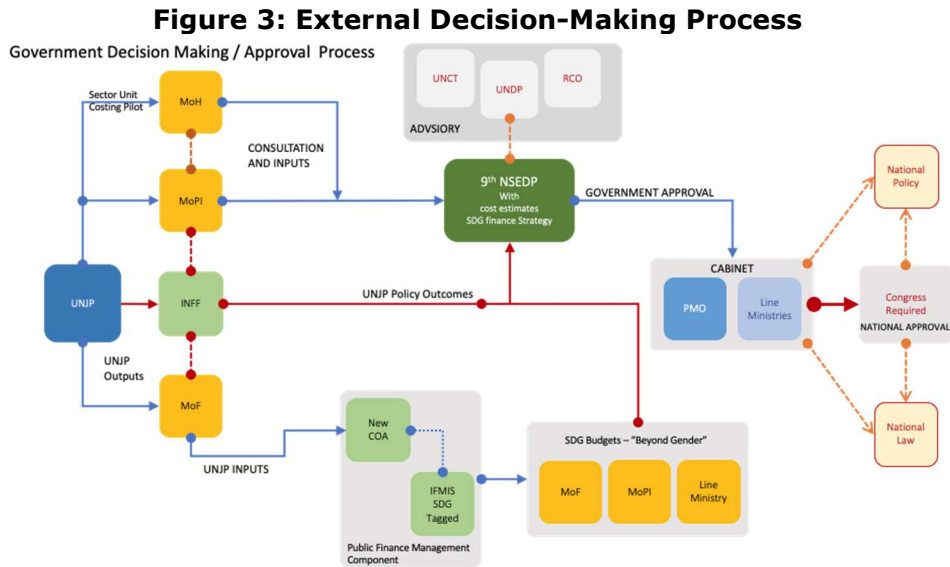 Figure 3: External Decision-Making Process
Government Decision Making / Approval Process
UNCT
UNDP
RCO
ADVSIORY
Sector Unit
Costing Pilot
MoH
CONSULTATION
AND INPUTS
MoPI
9th NSEDP
With
cost estimates
SDG finance Strategy
GOVERNMENT APPROVAL
National
Policy
CABINET
PMO
Line
Ministries
Congress
Required
NATIONAL APPROVAL
UNJP
INFF
UNJP Policy Outcomes
UNJP
Outputs
MoF
UNJP INPUTS
New
COA
IFMIS
SDG
Tagged
Public Finance Management
Component
SDG Budgets – "Beyond Gender"
MoF
MoPI
Line
Ministry
National
Law